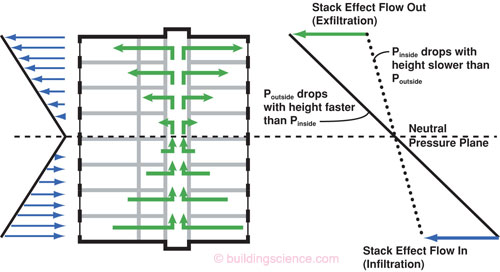 Stack Effect Flow Out
(Exfiltration)
Pinside drops with
height slower than
Poutside
Poutside drops
with height faster
than Pinside
Neutral
Pressure Plane
Stack Effect Flow In
(Infiltration)
© buildingscience.com